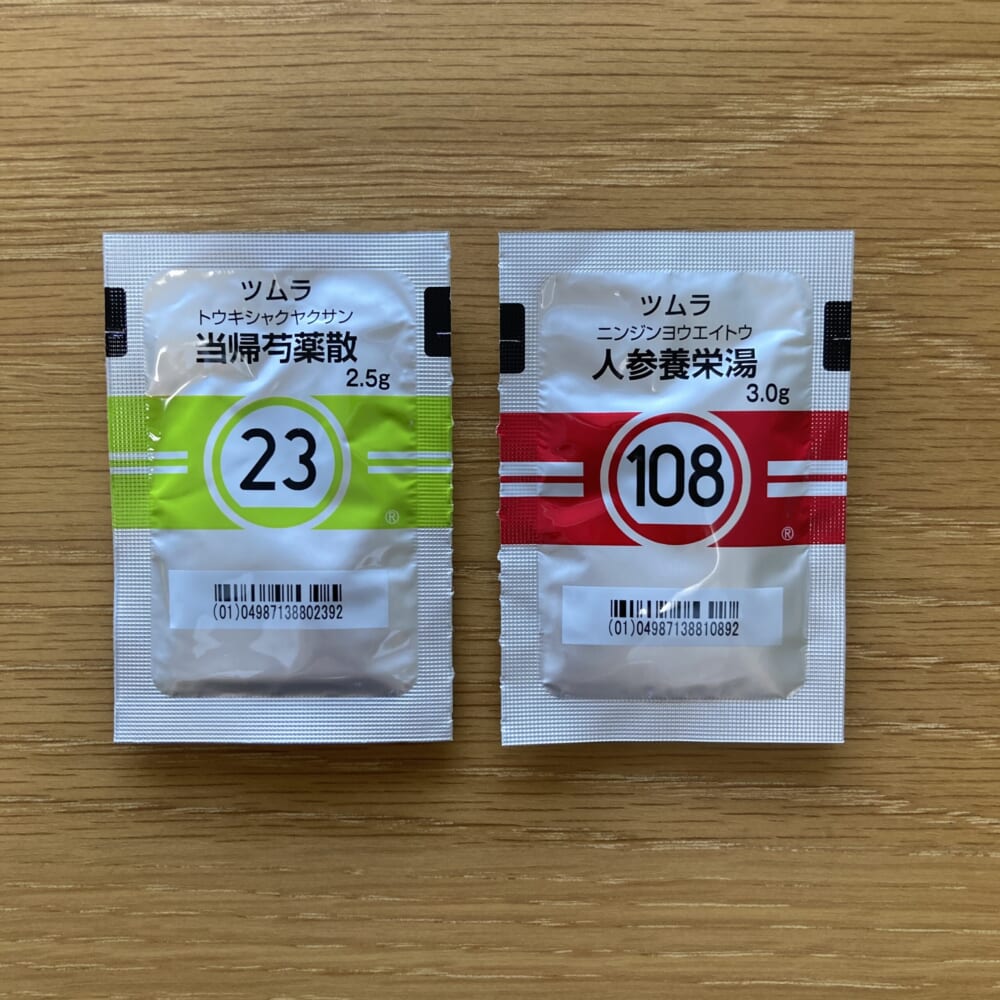 ツムラ
トウキシャクヤクサン
当帰芍薬散
2.5g
23
®
(01)04987138802392
ツムラ
ニンジンヨウエイトウ
人参養栄湯
3.0g
108
®
(01)04987138810892